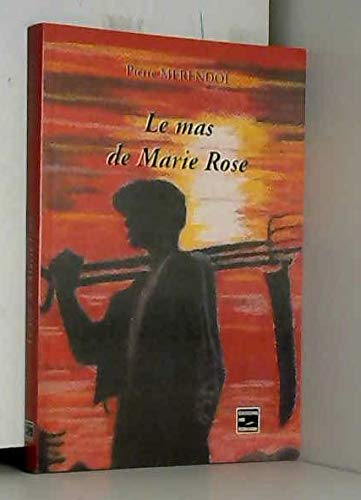 Pierre MERENDOL
Le mas
de Marie Rose